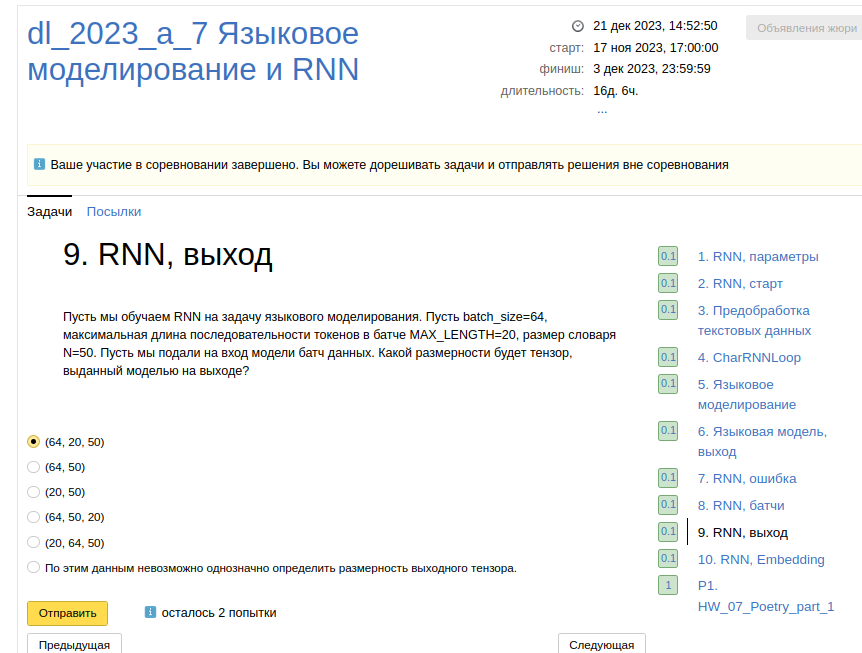 dl_2023_a_7 Языковое
моделирование и RNN
21 дек 2023, 14:52:50
старт: 17 ноя 2023, 17:00:00
финиш: 3 дек 2023, 23:59:59
длительность: 16д. 6ч.
...
Объявления жюри
Ваше участие в соревновании завершено. Вы можете дорешивать задачи и отправлять решения вне соревнования
Задачи Посылки
9. RNN, выход
Пусть мы обучаем RNN на задачу языкового моделирования. Пусть batch_size=64,
максимальная длина последовательности токенов в батче MAX_LENGTH=20, размер словаря
N=50. Пусть мы подали на вход модели батч данных. Какой размерности будет тензор,
выданный моделью на выходе?
(64, 20, 50)
(64, 50)
(20, 50)
(64, 50, 20)
(20, 64, 50)
По этим данным невозможно однозначно определить размерность выходного тензора.
Отправить осталось 2 попытки
Предыдущая Следующая
0.1 1. RNN, параметры
0.1 2. RNN, старт
0.1 3. Предобработка
текстовых данных
0.1 4. CharRNNLoop
0.1 5. Языковое
моделирование
0.1 6. Языковая модель,
выход
0.1 7. RNN, ошибка
0.1 8. RNN, батчи
0.1 9. RNN, выход
0.1 10. RNN, Embedding
1 P1.
HW_07_Poetry_part_1